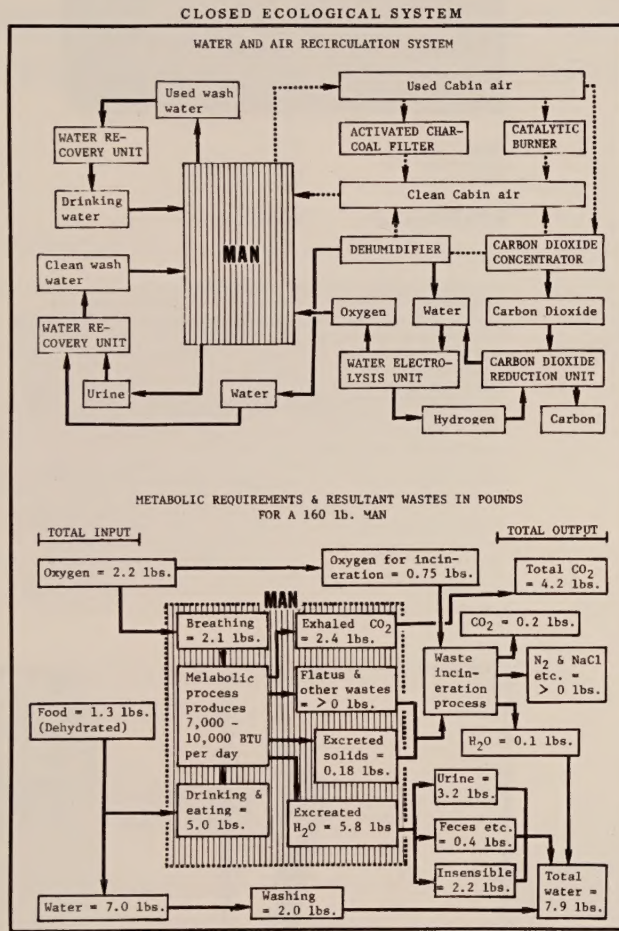 CLOSED ECOLOGICAL SYSTEM
WATER AND AIR RECIRCULATION SYSTEM
Used wash
water
WATER RE-
COVERY UNIT
Drinking
water
Clean wash
water
WATER RE-
COVERY UNIT
Urine
Water
MAN
Used Cabin air
ACTIVATED CHAR-
COAL FILTER
CATALYTIC
BURNER
Clean Cabin air
DEHUMIDIFIER
CARBON DIOXIDE
CONCENTRATOR
Oxygen
Water
Carbon Dioxide
WATER ELECTRO-
LYSIS UNIT
CARBON DIOXIDE
REDUCTION UNIT
Hydrogen
Carbon
METABOLIC REQUIREMENTS & RESULTANT WASTES IN POUNDS
FOR A 160 lb. MAN
TOTAL INPUT
TOTAL OUTPUT
Oxygen = 2.2 lbs.
Oxygen for incin-
eration = 0.75 lbs.
Total CO₂
= 4.2 lbs.
MAN
Breathing
= 2.1 lbs.
Exhaled CO₂
= 2.4 lbs.
CO₂ = 0.2 lbs.
Melabolic
process
produces
7,000 -
10,000 BTU
per day
Flatus &
other wastes
= > 0 lbs.
Waste
incin-
eration
process
N₂ & NaCl
etc. =
> 0 lbs.
Food = 1.3 lbs.
(Dehydrated)
Excreted
solids =
0.18 lbs.
H₂O = 0.1 lbs.
Drinking &
eating =
5.0 lbs.
Excreated
H₂O = 5.8 lbs
Urine =
3.2 lbs.
Feces etc.
= 0.4 lbs.
Insensible
= 2.2 lbs.
Water = 7.0 lbs.
Washing
= 2.0 lbs.
Total
water =
7.9 lbs.